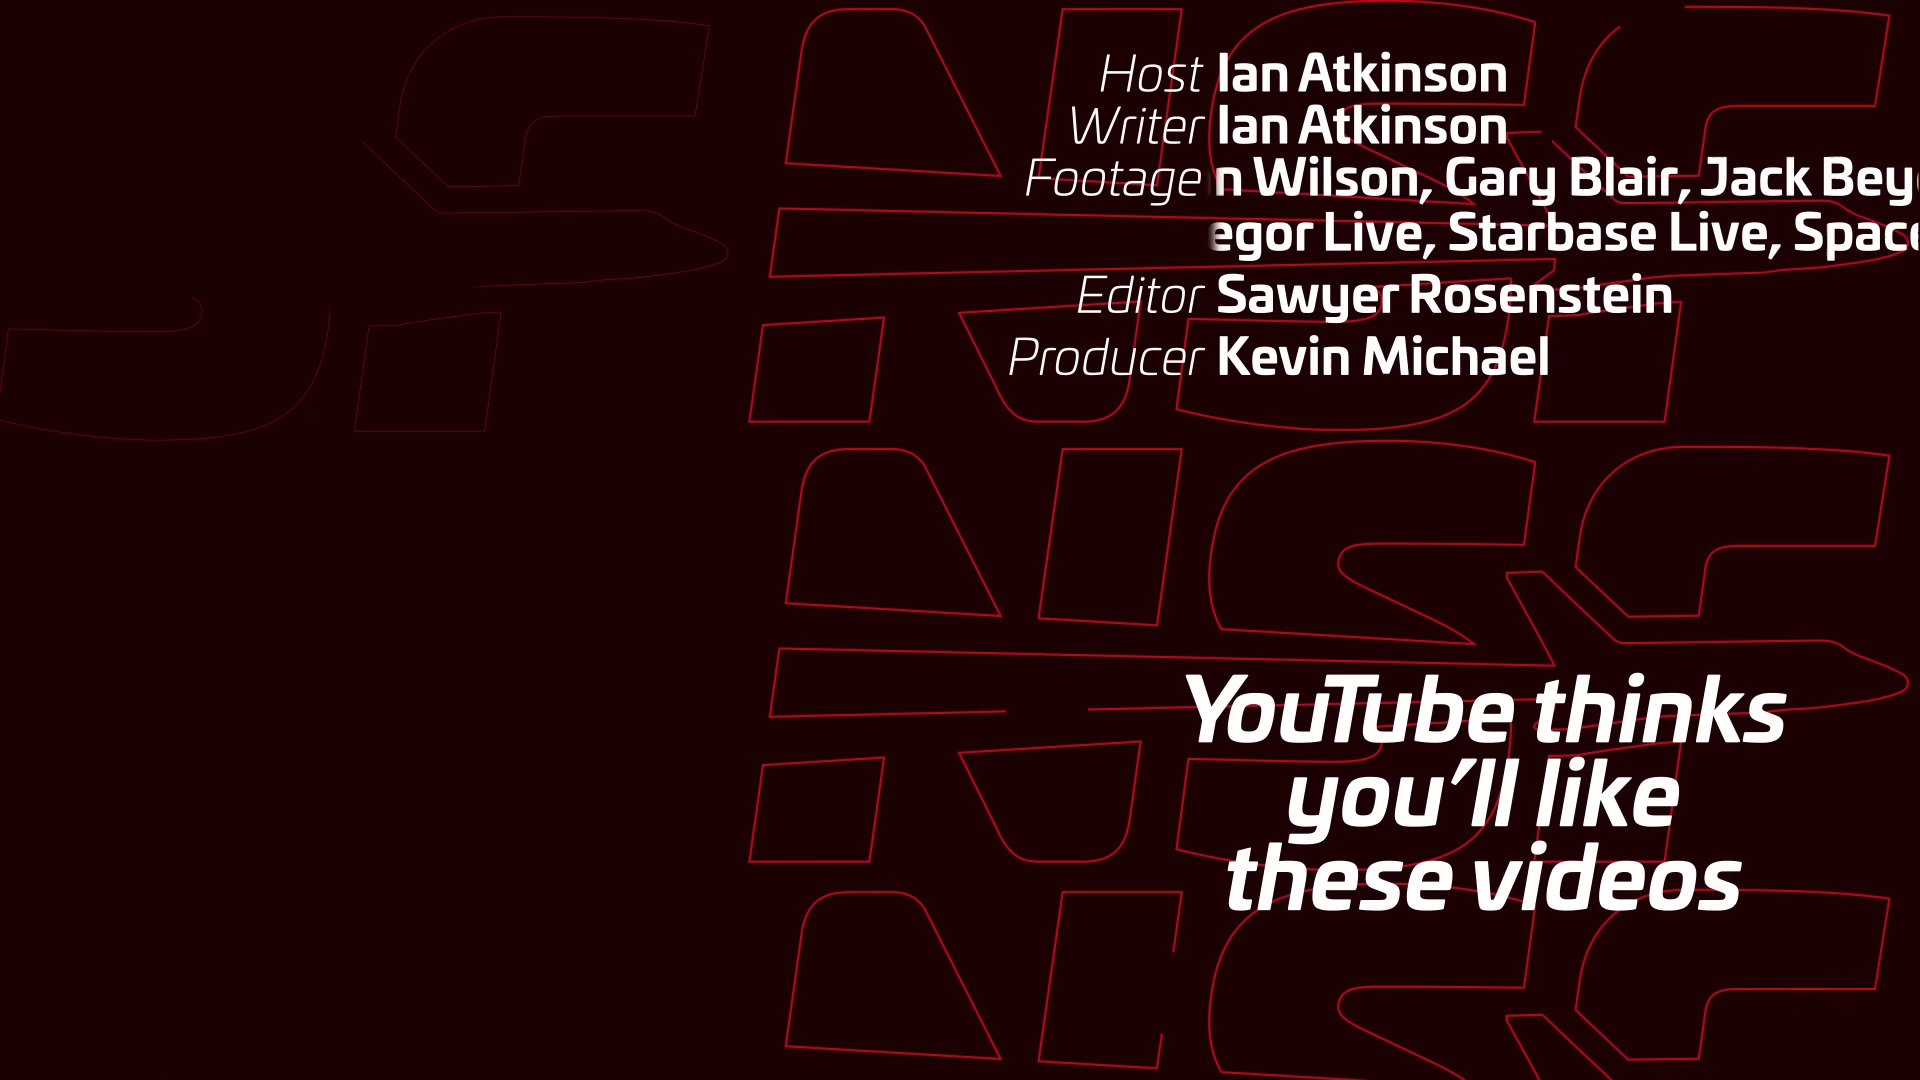 Host Ian Atkinson
Writer Ian Atkinson
Footage n Wilson, Gary Blair, Jack Bey
egor Live, Starbase Live, Spac
Editor Sawyer Rosenstein
Producer Kevin Michael
YouTube thinks
you'll like
these videos